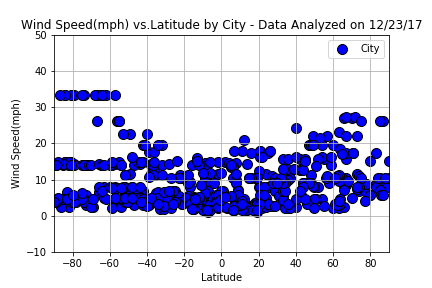 Wind Speed(mph) vs.Latitude by City - Data Analyzed on 12/23/17
City
50
40
30
20
10
0
−10
Wind Speed(mph)
−80 −60 −40 −20 0 20 40 60 80
Latitude